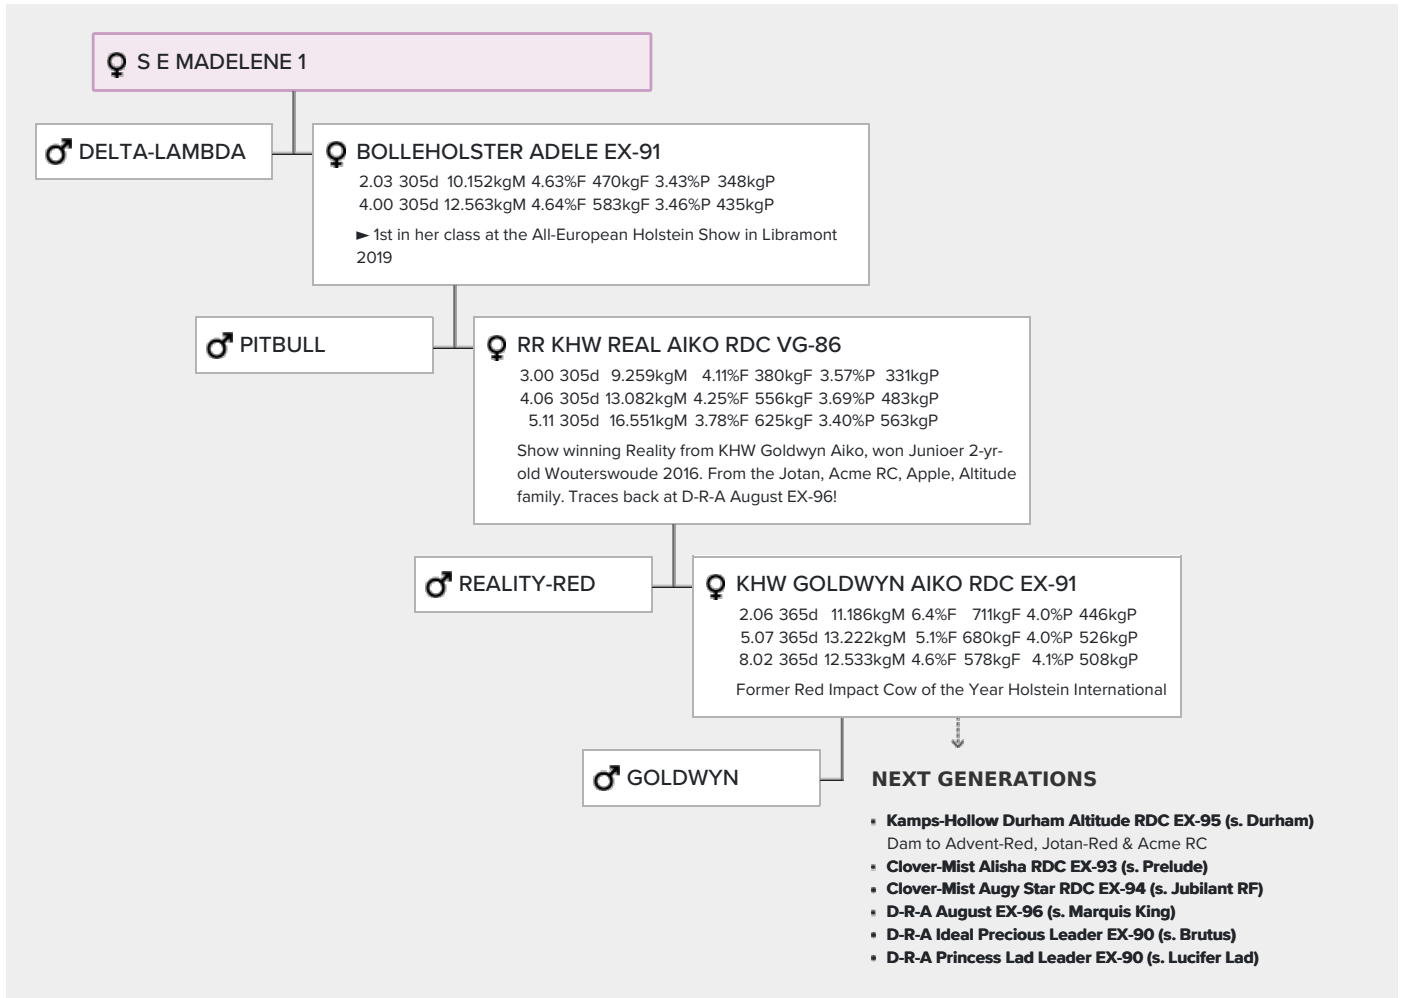 S E MADELENE 1
DELTA-LAMBDA
BOLLEHOLSTER ADELE EX-91
2.03 305d 10.152kgM 4.63%F 470kgF 3.43%P 348kgP
4.00 305d 12.563kgM 4.64%F 583kgF 3.46%P 435kgP
► 1st in her class at the All-European Holstein Show in Libramont
2019
PITBULL
RR KHW REAL AIKO RDC VG-86
3.00 305d 9.259kgM 4.11%F 380kgF 3.57%P 331kgP
4.06 305d 13.082kgM 4.25%F 556kgF 3.69%P 483kgP
5.11 305d 16.551kgM 3.78%F 625kgF 3.40%P 563kgP
Show winning Reality from KHW Goldwyn Aiko, won Junioer 2-yr-
old Wouterswoude 2016. From the Jotan, Acme RC, Apple, Altitude
family. Traces back at D-R-A August EX-96!
REALITY-RED
KHW GOLDWYN AIKO RDC EX-91
2.06 365d 11.186kgM 6.4%F 711kgF 4.0%P 446kgP
5.07 365d 13.222kgM 5.1%F 680kgF 4.0%P 526kgP
8.02 365d 12.533kgM 4.6%F 578kgF 4.1%P 508kgP
Former Red Impact Cow of the Year Holstein International
GOLDWYN
NEXT GENERATIONS
▪ Kamps-Hollow Durham Altitude RDC EX-95 (s. Durham)
Dam to Advent-Red, Jotan-Red & Acme RC
▪ Clover-Mist Alisha RDC EX-93 (s. Prelude)
▪ Clover-Mist Augy Star RDC EX-94 (s. Jubilant RF)
▪ D-R-A August EX-96 (s. Marquis King)
▪ D-R-A Ideal Precious Leader EX-90 (s. Brutus)
▪ D-R-A Princess Lad Leader EX-90 (s. Lucifer Lad)